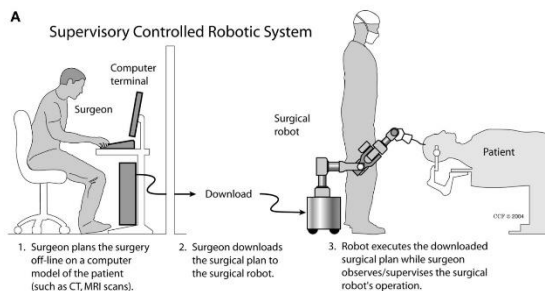 A
Supervisory Controlled Robotic System
Computer
terminal
Surgeon
Surgical
robot
Patient
Download
CCF © 2004
1. Surgeon plans the surgery
off-line on a computer
model of the patient
(such as CT, MRI scans).
2. Surgeon downloads
the surgical plan to
the surgical robot.
3. Robot executes the downloaded
surgical plan while surgeon
observes/supervises the surgical
robot's operation.